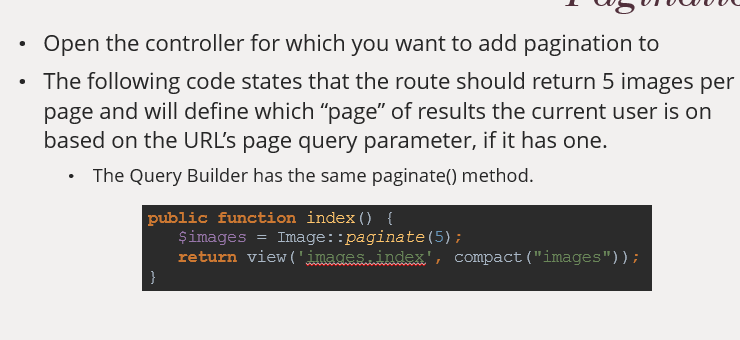 • Open the controller for which you want to add pagination to
• The following code states that the route should return 5 images per
page and will define which “page” of results the current user is on
based on the URL’s page query parameter, if it has one.
• The Query Builder has the same paginate() method.
public function index() {
$images = Image::paginate(5);
return view('images.index', compact("images"));
}